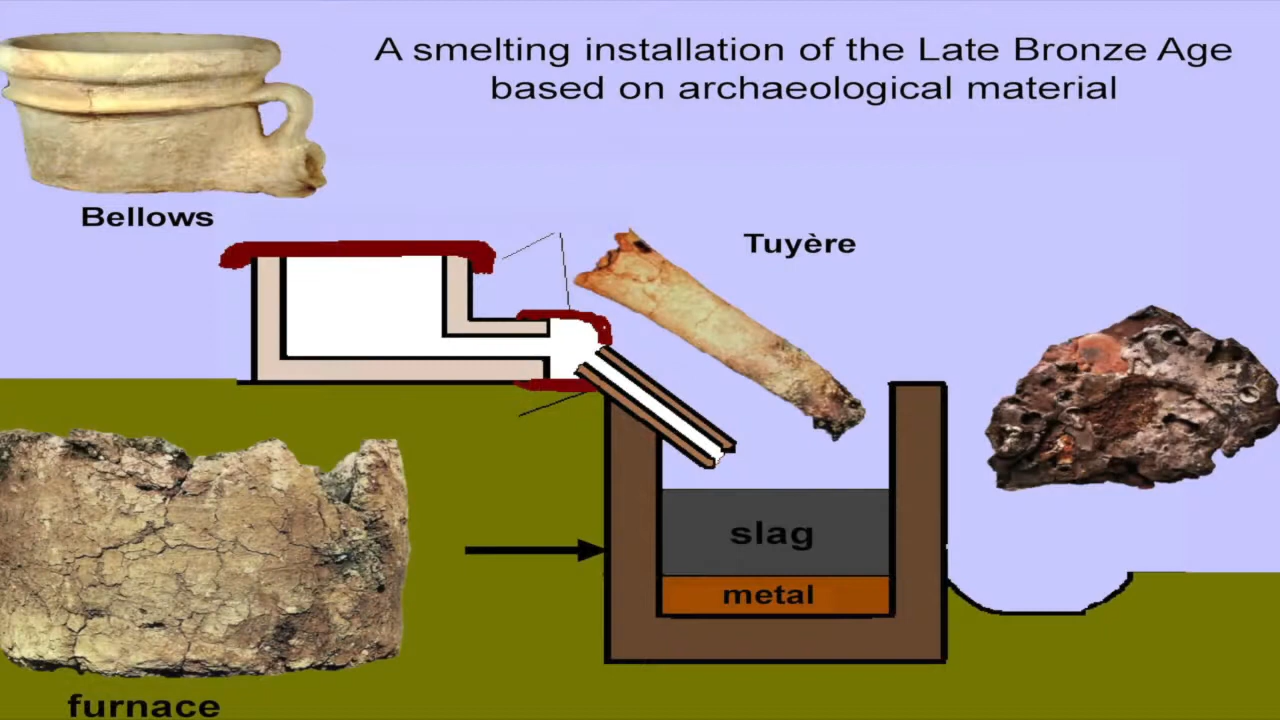 A smelting installation of the Late Bronze Age
based on archaeological material
Bellows
Tuyère
slag
metal
furnace